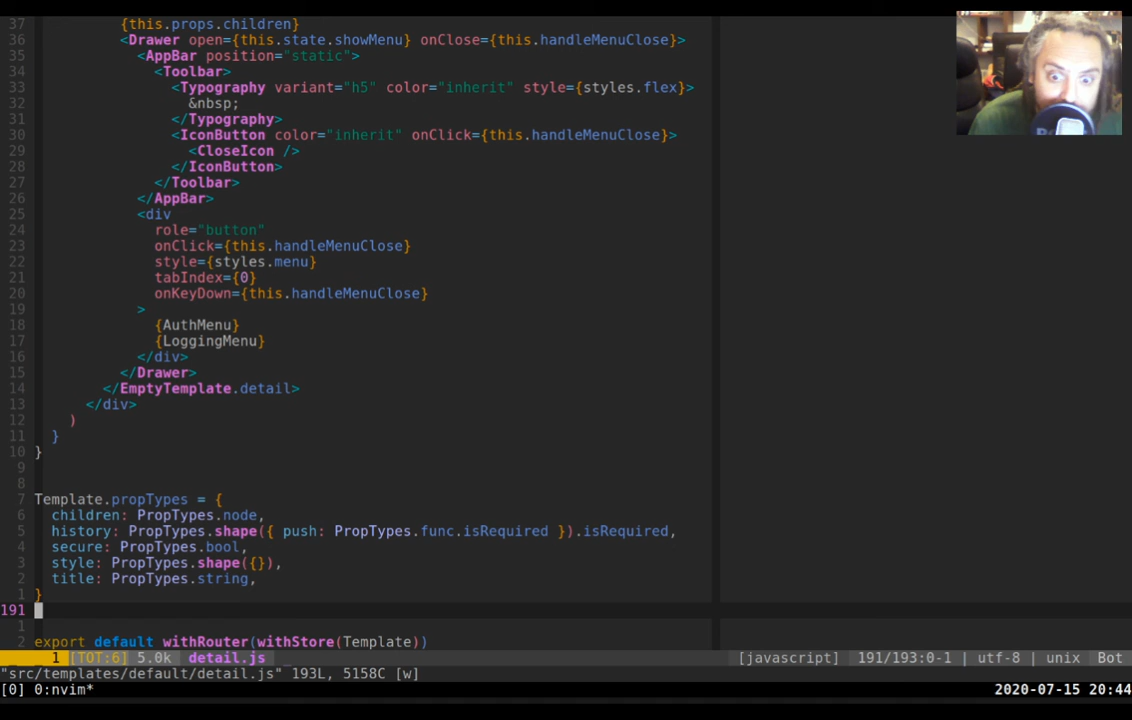 37 {this.props.children}
36 <Drawer open={this.state.showMenu} onClose={this.handleMenuClose}>
35 <AppBar position="static">
34 <Toolbar>
33 <Typography variant="h5" color="inherit" style={styles.flex}>
32 &nbsp;
31 </Typography>
30 <IconButton color="inherit" onClick={this.handleMenuClose}>
29 <CloseIcon />
28 </IconButton>
27 </Toolbar>
26 </AppBar>
25 <div
24 role="button"
23 onClick={this.handleMenuClose}
22 style={styles.menu}
21 tabIndex={0}
20 onKeyDown={this.handleMenuClose}
19 >
18 {AuthMenu}
17 {LoggingMenu}
16 </div>
15 </Drawer>
14 </EmptyTemplate.detail>
13 </div>
12 )
11 }
10 }
9
8
7 Template.propTypes = {
6 children: PropTypes.node,
5 history: PropTypes.shape({ push: PropTypes.func.isRequired }).isRequired,
4 secure: PropTypes.bool,
3 style: PropTypes.shape({}),
2 title: PropTypes.string,
1 }
191
1
2 export default withRouter(withStore(Template))
1 [TOT:6] 5.0k detail.js [javascript] 191/193:0-1 | utf-8 | unix Bot
"src/templates/default/detail.js" 193L, 5158C [w]
[0] 0:nvim* 2020-07-15 20:44